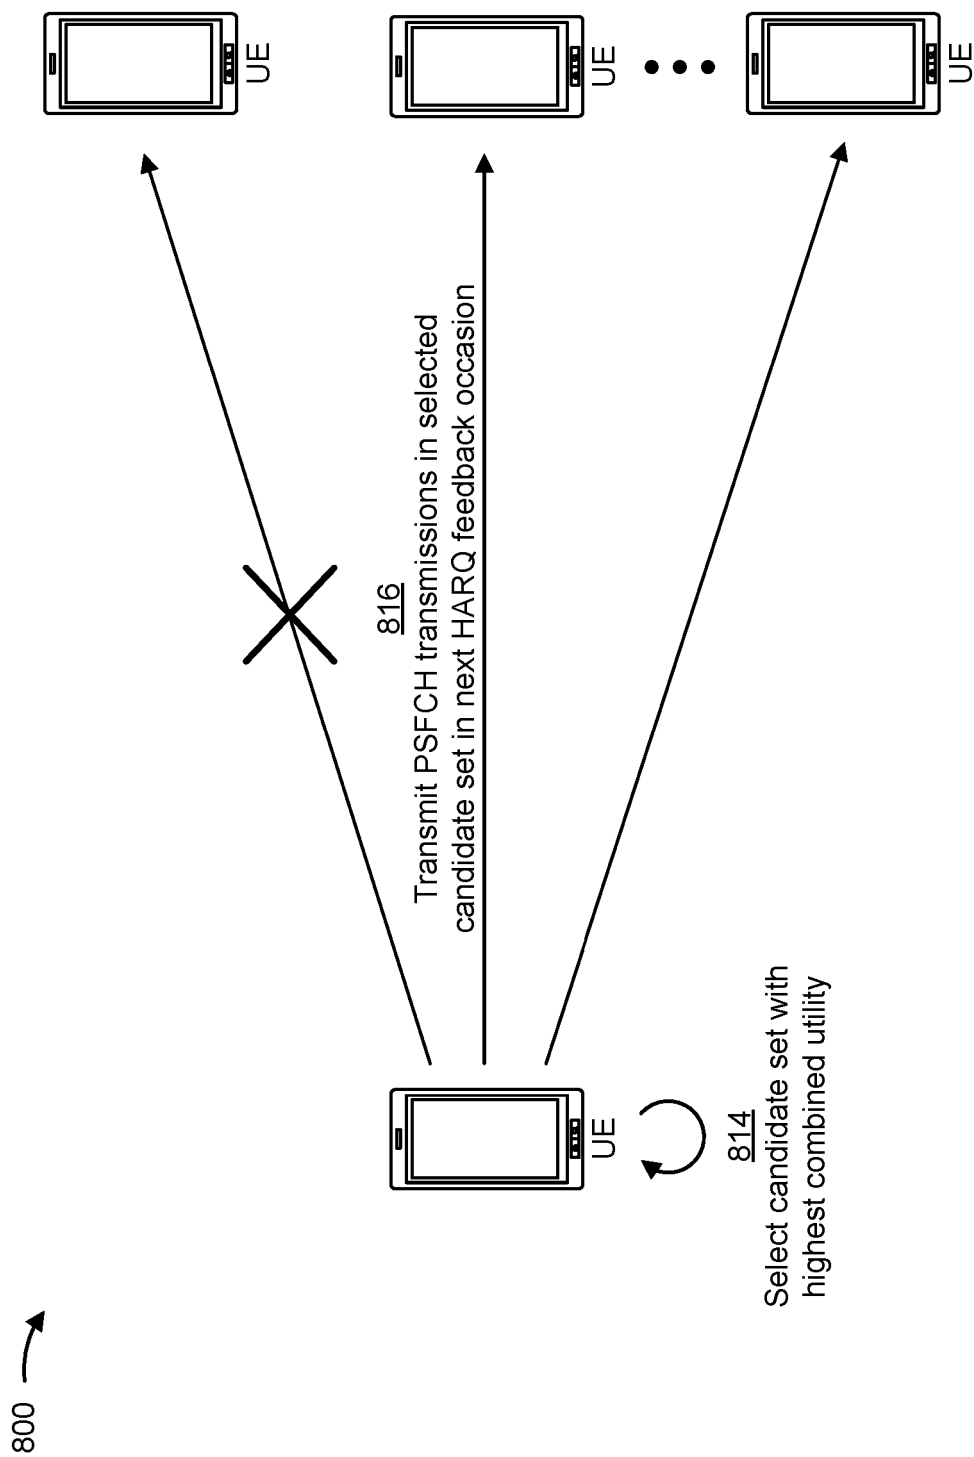 800
UE
814
Select candidate set with
highest combined utility
816
Transmit PSFCH transmissions in selected
candidate set in next HARQ feedback occasion
UE
UE
UE